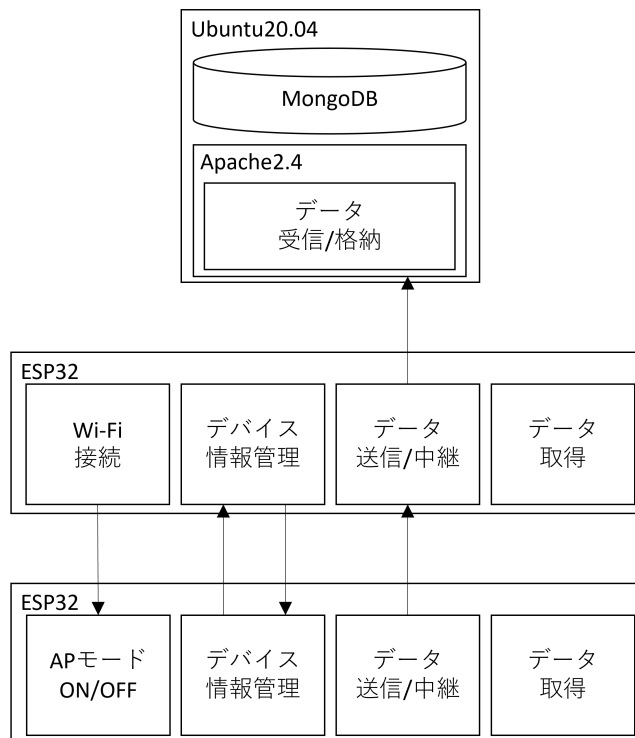 Ubuntu20.04
MongoDB
Apache2.4
データ
受信/格納
ESP32
Wi-Fi
接続
デバイス
情報管理
データ
送信/中継
データ
取得
ESP32
APモード
ON/OFF
デバイス
情報管理
データ
送信/中継
データ
取得